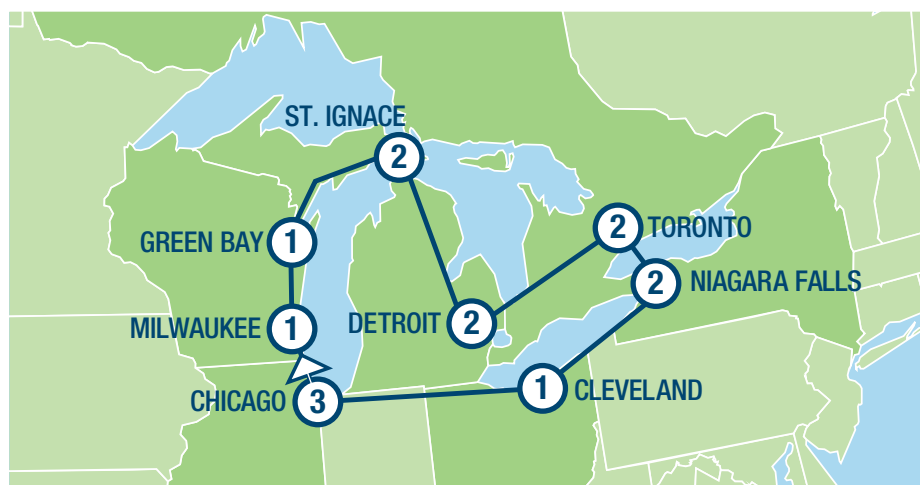 ST. IGNACE
2
2
TORONTO
GREEN BAY
1
2
NIAGARA FALLS
MILWAUKEE
1
DETROIT
2
CHICAGO
3
1
CLEVELAND